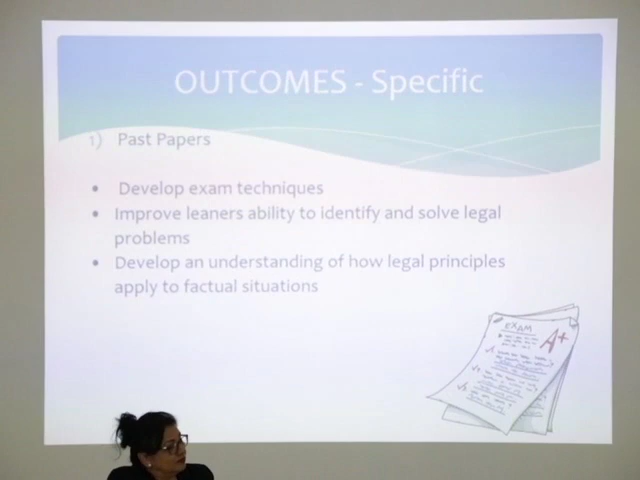 OUTCOMES - Specific
1) Past Papers
• Develop exam techniques
• Improve leaners ability to identify and solve legal
problems
• Develop an understanding of how legal principles
apply to factual situations
EXAM
A+